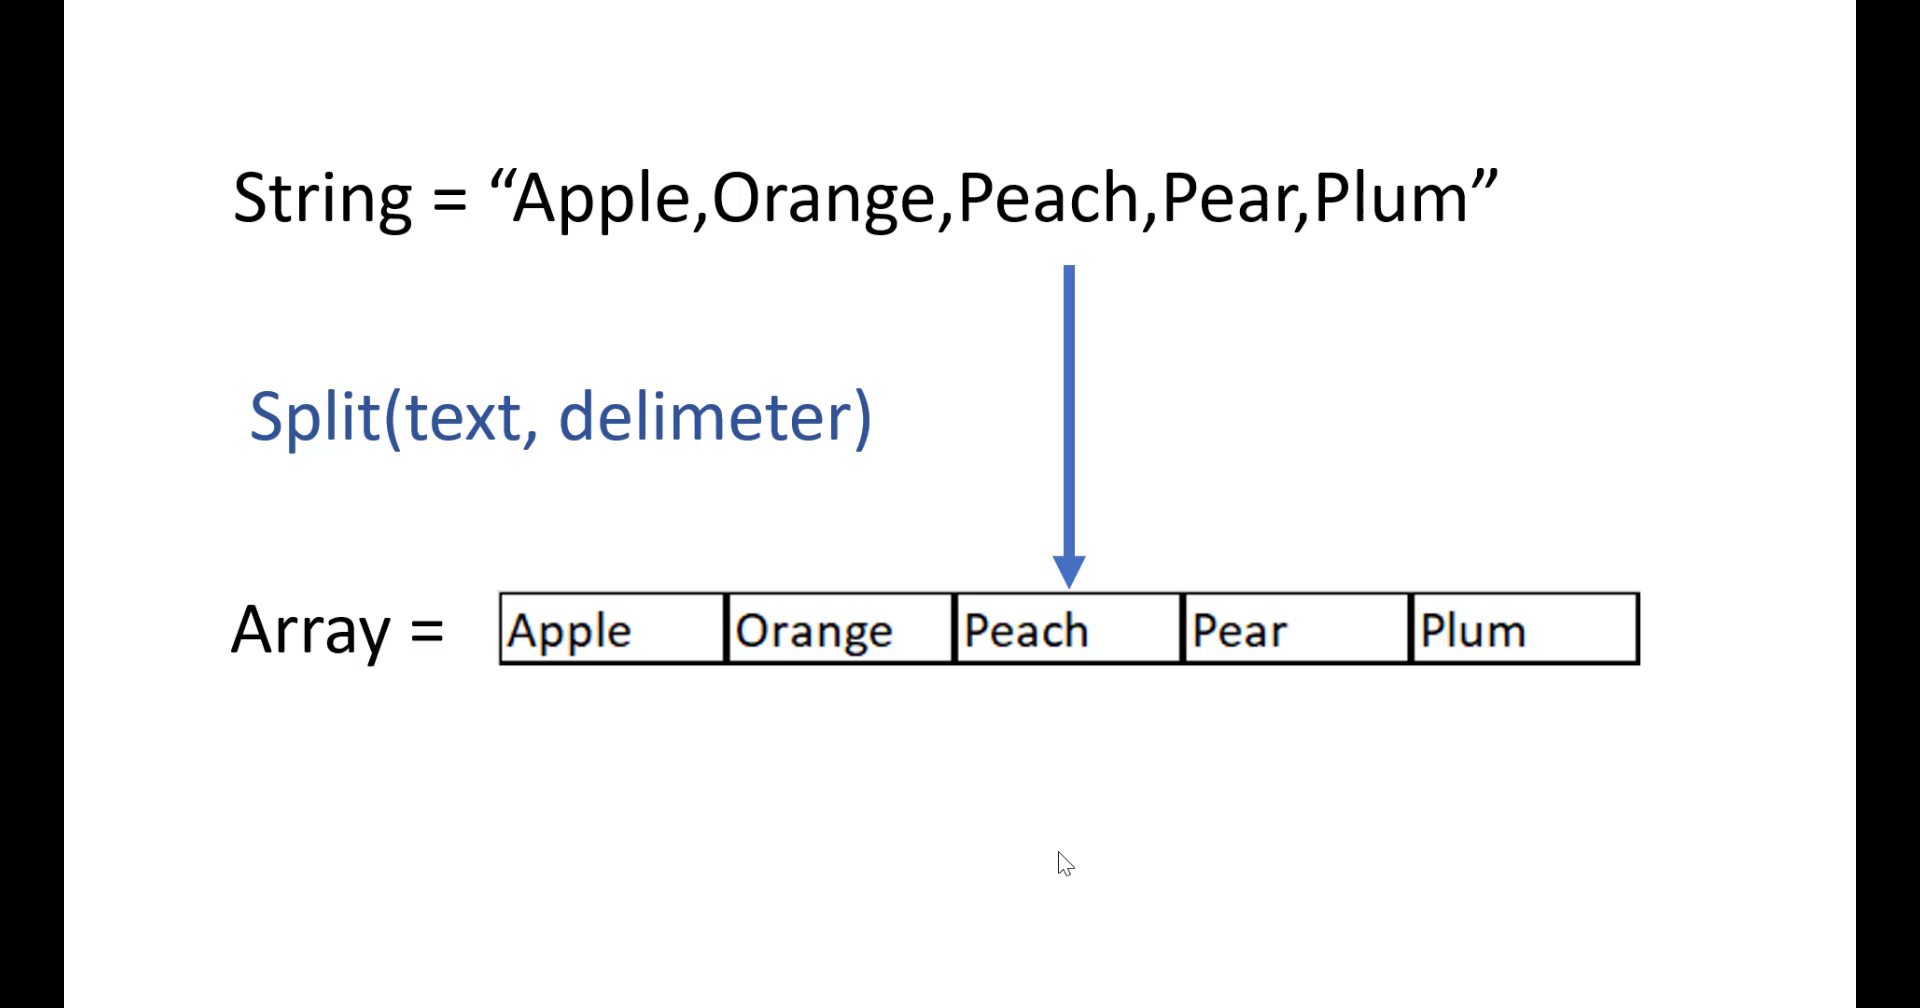 String = “Apple,Orange,Peach,Pear,Plum”
Split(text, delimeter)
Array = Apple Orange Peach Pear Plum